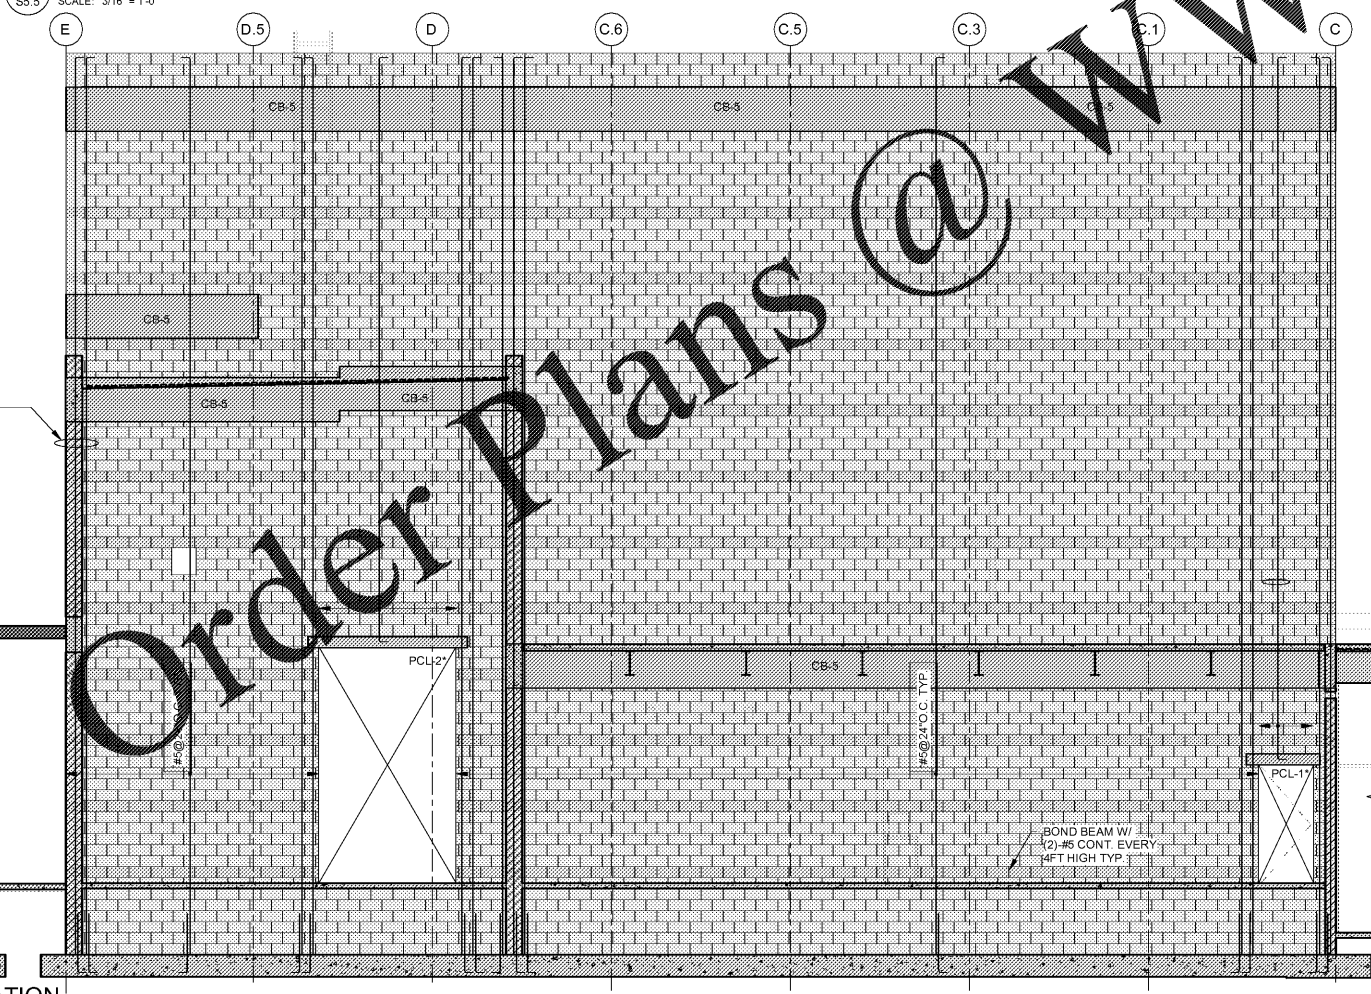 S5.5 SCALE: 3/16" = 1'-0"
E D.5 D C.6 C.5 C.3 C.1 C
CB-5 CB-5 CB-5
CB-5
CB-5 CB-5
Order Plans @ WW
PCL-2*
CB-5
#5@24"O.C. TYP.
PCL-1*
BOND BEAM W/
(2)-#5 CONT. EVERY
4FT HIGH TYP.